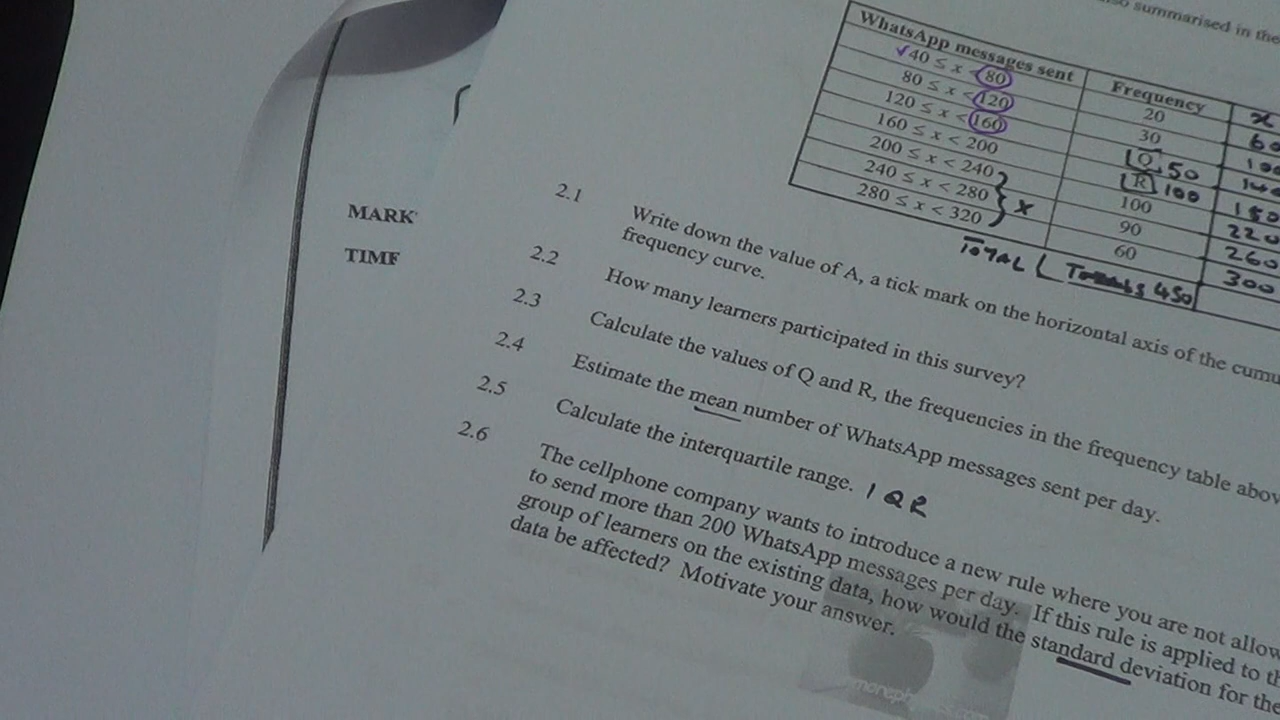 so summarised in the
WhatsApp messages sent Frequency x
✓40 ≤ x < 80 20 60
80 ≤ x < 120 30 100
120 ≤ x < 160 Q 50 140
160 ≤ x < 200 R 100 180
200 ≤ x < 240 100 220
240 ≤ x < 280 x 90 260
280 ≤ x < 320 60 300
TOTAL 450
MARK
TIME
2.1 Write down the value of A, a tick mark on the horizontal axis of the cumu
frequency curve.
2.2 How many learners participated in this survey?
2.3 Calculate the values of Q and R, the frequencies in the frequency table abov
2.4 Estimate the mean number of WhatsApp messages sent per day.
2.5 Calculate the interquartile range. IQR
2.6 The cellphone company wants to introduce a new rule where you are not allow
to send more than 200 WhatsApp messages per day. If this rule is applied to th
group of learners on the existing data, how would the standard deviation for the
data be affected? Motivate your answer.